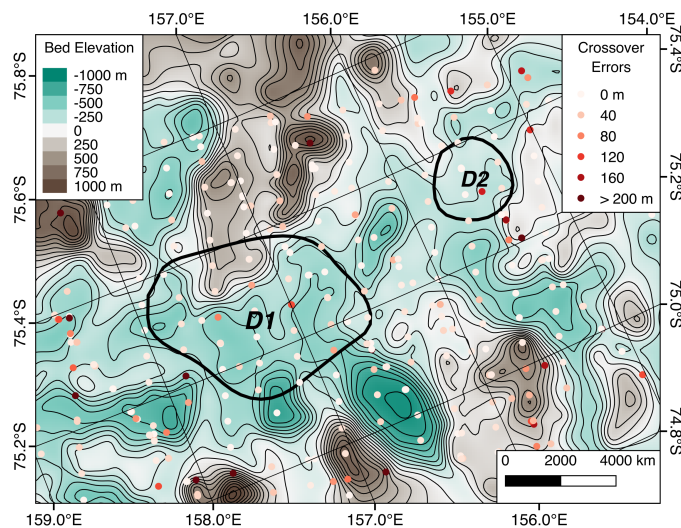 157.0°E
156.0°E
155.0°E
154.0°E
Bed Elevation
-1000 m
-750
-500
-250
0
250
500
750
1000 m
Crossover
Errors
0 m
40
80
120
160
> 200 m
75.8°S
75.6°S
75.4°S
75.2°S
75.4°S
75.2°S
75.0°S
74.8°S
D2
D1
0 2000 4000 km
159.0°E
158.0°E
157.0°E
156.0°E